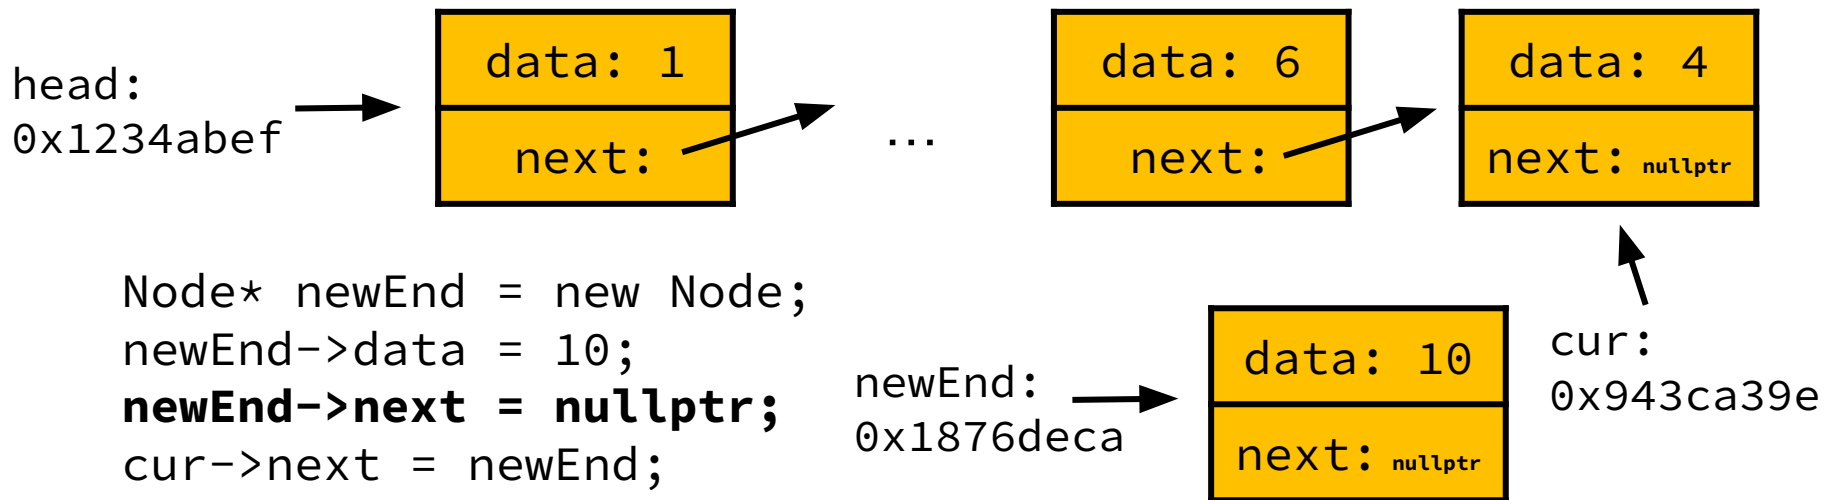 head:
0x1234abef
data: 1
next:
...
data: 6
next:
data: 4
next: nullptr
Node* newEnd = new Node;
newEnd->data = 10;
newEnd->next = nullptr;
cur->next = newEnd;
newEnd:
0x1876deca
data: 10
next: nullptr
cur:
0x943ca39e